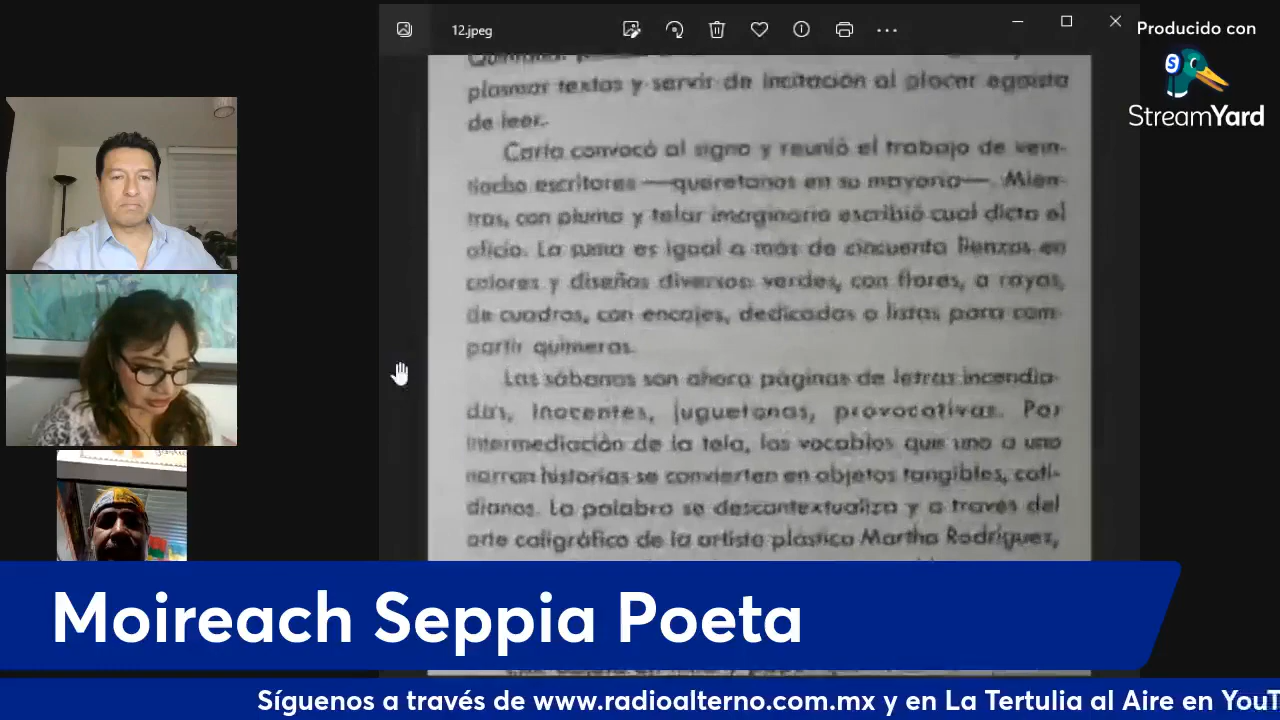 12.jpeg
Producido con
StreamYard
plasmar textos y servir de incitación al placer egoísta
de leer.
Carla convocó al signo y reunió el trabajo de vein-
tiocho escritores —queretanos en su mayoría—. Mien-
tras, con pluma y telar imaginario escribió cual dicta el
oficio. La suma es igual a más de cincuenta lienzos en
colores y diseños diversos: verdes, con flores, a rayas,
de cuadros, con encajes, dedicados o listas para com-
partir quimeras.
Las sábanas son ahora páginas de letras incendia-
das, inocentes, juguetonas, provocativas. Por
intermediación de la tela, los vocablos que uno a uno
narran historias se convierten en objetos tangibles, coti-
dianos. La palabra se descontextualiza y a través del
arte caligráfico de la artista plástica Martha Rodríguez,
Moireach Seppia Poeta
Síguenos a través de www.radioalterno.com.mx y en La Tertulia al Aire en YouT